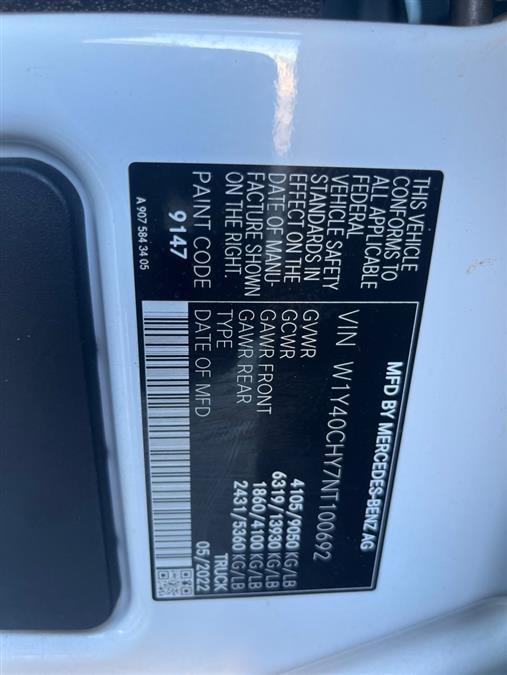 MFD BY MERCEDES-BENZ AG
VIN W1Y40CHY7NT100692
GVWR 4105/9050 KG/LB
GCWR 6319/13930 KG/LB
GAWR FRONT 1860/4100 KG/LB
GAWR REAR 2431/5360 KG/LB
TYPE TRUCK
DATE OF MFD 05/2022
THIS VEHICLE
CONFORMS TO
ALL APPLICABLE
FEDERAL
VEHICLE SAFETY
STANDARDS IN
EFFECT ON THE
DATE OF MANU-
FACTURE SHOWN
ON THE RIGHT.
PAINT CODE
9147
A 907 584 34 05